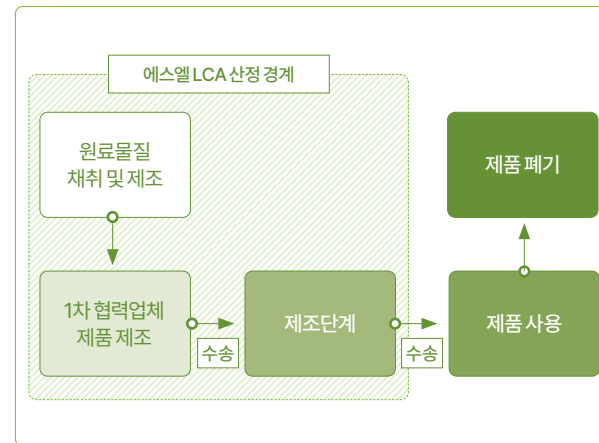 에스엘 LCA 산정 경계
원료물질
채취 및 제조
제품 폐기
1차 협력업체
제품 제조
수송
제조단계
수송
제품 사용